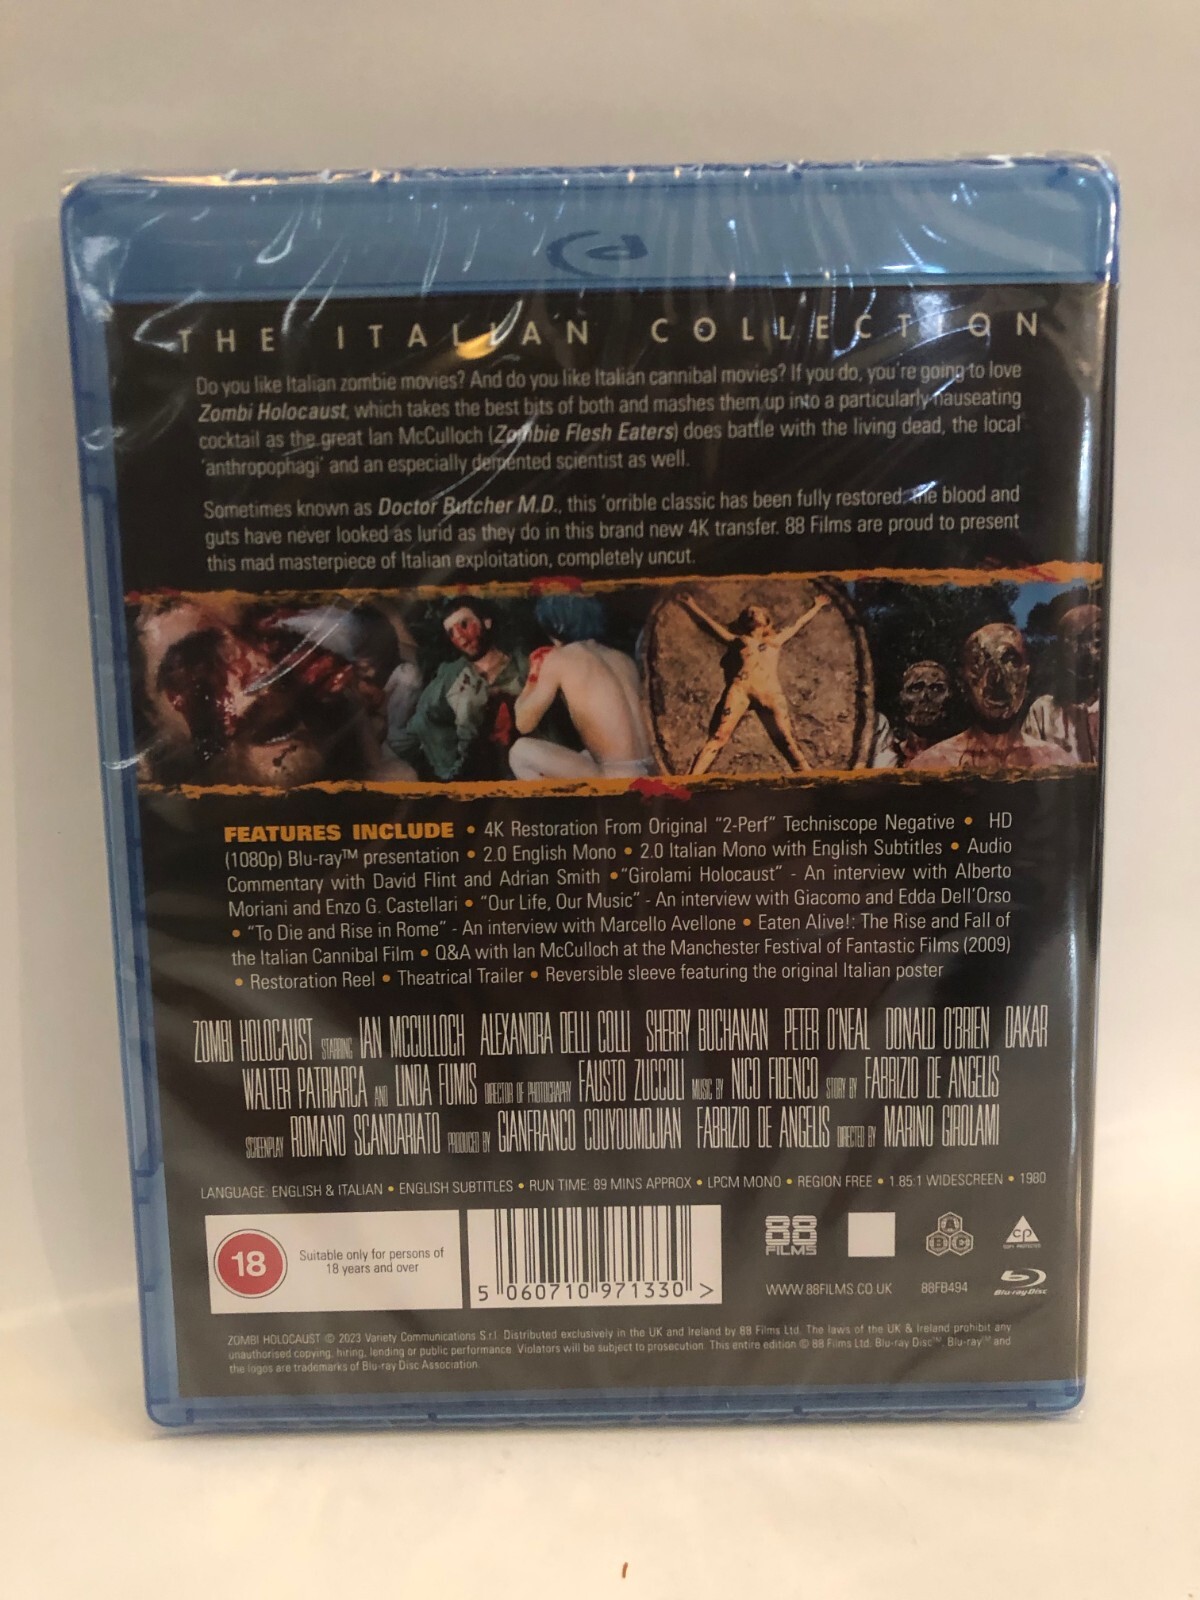 THE ITALIAN COLLECTION
Do you like Italian zombie movies? And do you like Italian cannibal movies? If you do, you're going to love
Zombi Holocaust, which takes the best bits of both and mashes them up into a particularly nauseating
cocktail as the great Ian McCulloch (Zombie Flesh Eaters) does battle with the living dead, the local
'anthropophagi' and an especially demented scientist as well.
Sometimes known as Doctor Butcher M.D., this 'orrible classic has been fully restored, the blood and
guts have never looked as lurid as they do in this brand new 4K transfer. 88 Films are proud to present
this mad masterpiece of Italian exploitation, completely uncut.
FEATURES INCLUDE • 4K Restoration From Original "2-Perf" Techniscope Negative • HD
(1080p) Blu-ray™ presentation • 2.0 English Mono • 2.0 Italian Mono with English Subtitles • Audio
Commentary with David Flint and Adrian Smith •"Girolami Holocaust" - An interview with Alberto
Moriani and Enzo G. Castellari • "Our Life, Our Music" - An interview with Giacomo and Edda Dell'Orso
• "To Die and Rise in Rome" - An interview with Marcello Avellone • Eaten Alive!: The Rise and Fall of
the Italian Cannibal Film • Q&A with Ian McCulloch at the Manchester Festival of Fantastic Films (2009)
• Restoration Reel • Theatrical Trailer • Reversible sleeve featuring the original Italian poster
ZOMBI HOLOCAUST STARRING IAN MCCULLOCH ALEXANDRA DELLI COLLI SHERRY BUCHANAN PETER O'NEAL DONALD O'BRIEN DAKAR
WALTER PATRIARCA AND LINDA FUMIS DIRECTOR OF PHOTOGRAPHY FAUSTO ZUCCOLI MUSIC BY NICO FIDENCO STORY BY FABRIZIO DE ANGELIS
SCREENPLAY ROMANO SCANDARIATO PRODUCED BY GIANFRANCO COUYOUMDJIAN FABRIZIO DE ANGELIS DIRECTED BY MARINO GIROLAMI
LANGUAGE: ENGLISH & ITALIAN • ENGLISH SUBTITLES • RUN TIME: 89 MINS APPROX • LPCM MONO • REGION FREE • 1.85:1 WIDESCREEN • 1980
18
Suitable only for persons of
18 years and over
5 060710 971330 >
88
FILMS
A
B C
CP
COPY PROTECTED
WWW.88FILMS.CO.UK
88FB494
Blu-ray Disc
ZOMBI HOLOCAUST © 2023 Variety Communications S.r.l. Distributed exclusively in the UK and Ireland by 88 Films Ltd. The laws of the UK & Ireland prohibit any
unauthorised copying, hiring, lending or public performance. Violators will be subject to prosecution. This entire edition © 88 Films Ltd. Blu-ray Disc™, Blu-ray™ and
the logos are trademarks of Blu-ray Disc Association.